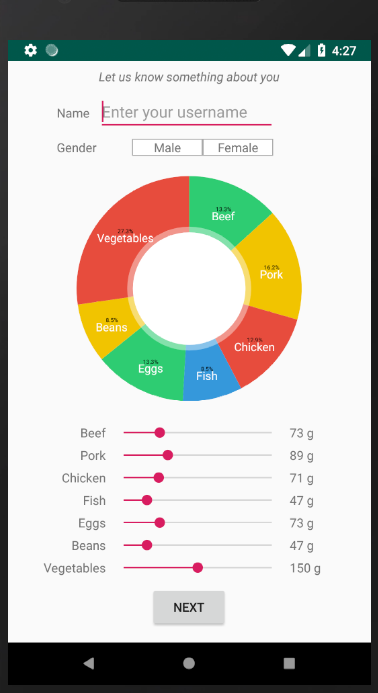 4:27
Let us know something about you
Name Enter your username
Gender Male Female
13.3%
Beef
27.3%
Vegetables
16.2%
Pork
8.5%
Beans
12.9%
Chicken
13.3%
Eggs
8.5%
Fish
Beef 73 g
Pork 89 g
Chicken 71 g
Fish 47 g
Eggs 73 g
Beans 47 g
Vegetables 150 g
NEXT